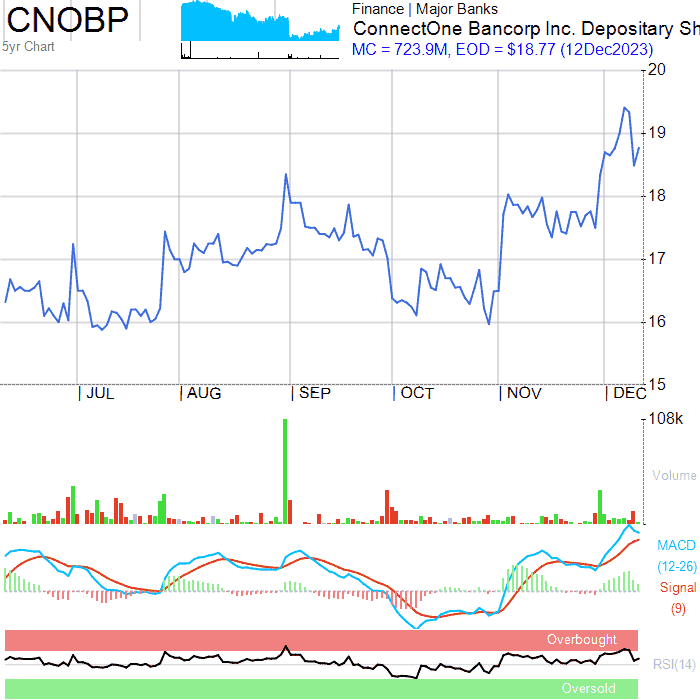 CNOBP
5yr Chart
Finance | Major Banks
ConnectOne Bancorp Inc. Depositary Sh
MC = 723.9M, EOD = $18.77 (12Dec2023)
20
19
18
17
16
15
JUL AUG SEP OCT NOV DEC
108k
Volume
MACD
(12-26)
Signal
(9)
Overbought
RSI(14)
Oversold